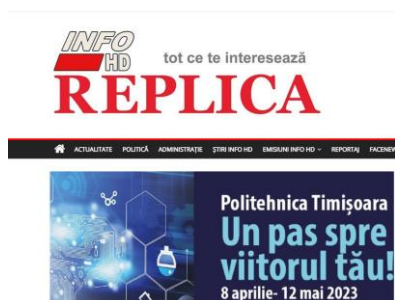 INFO
HD
tot ce te interesează
REPLICA
ACTUALITATE POLITICĂ ADMINISTRAȚIE ȘTIRI INFO HD EMISIUNI INFO HD REPORTAJ FACENEW
Politehnica Timișoara
Un pas spre
viitorul tău!
8 aprilie- 12 mai 2023